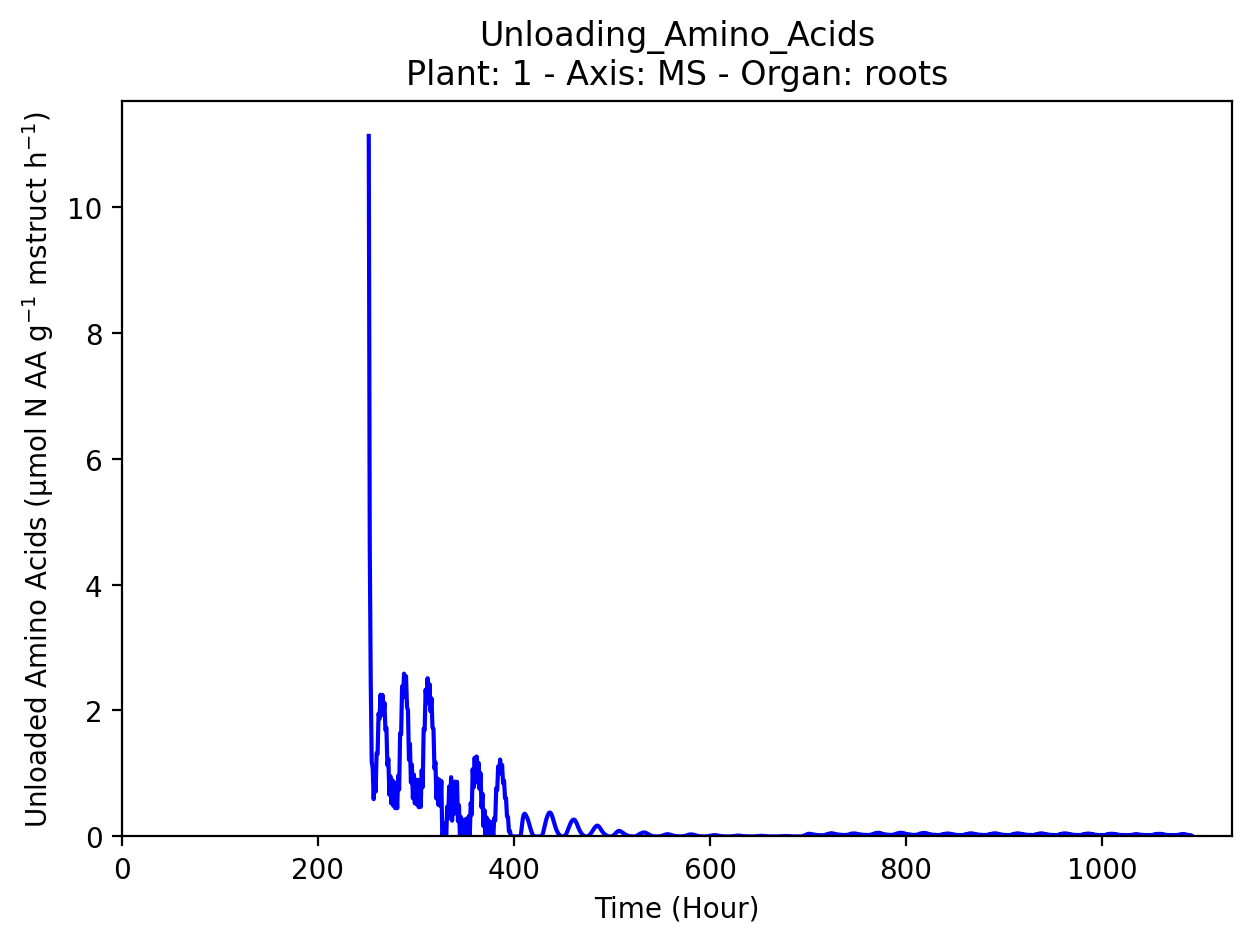 Unloading_Amino_Acids
Plant: 1 - Axis: MS - Organ: roots
Unloaded Amino Acids (µmol N AA g⁻¹ mstruct h⁻¹)
10
8
6
4
2
0
0 200 400 600 800 1000
Time (Hour)